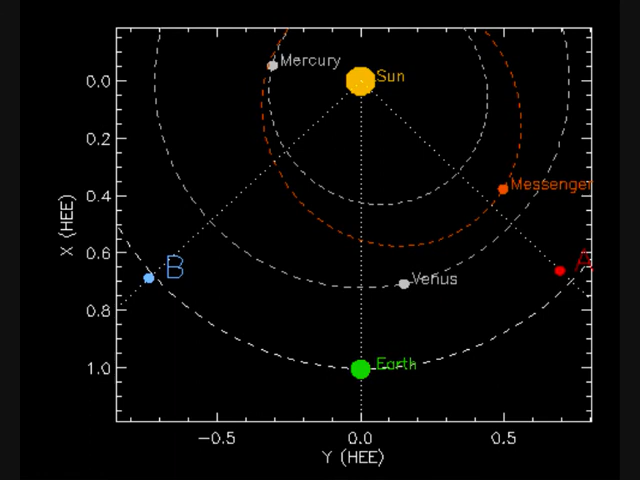 Mercury
Sun
0.0
0.2
Messenger
0.4
X (HEE)
A
0.6
B
Venus
0.8
Earth
1.0
−0.5
0.0
0.5
Y (HEE)